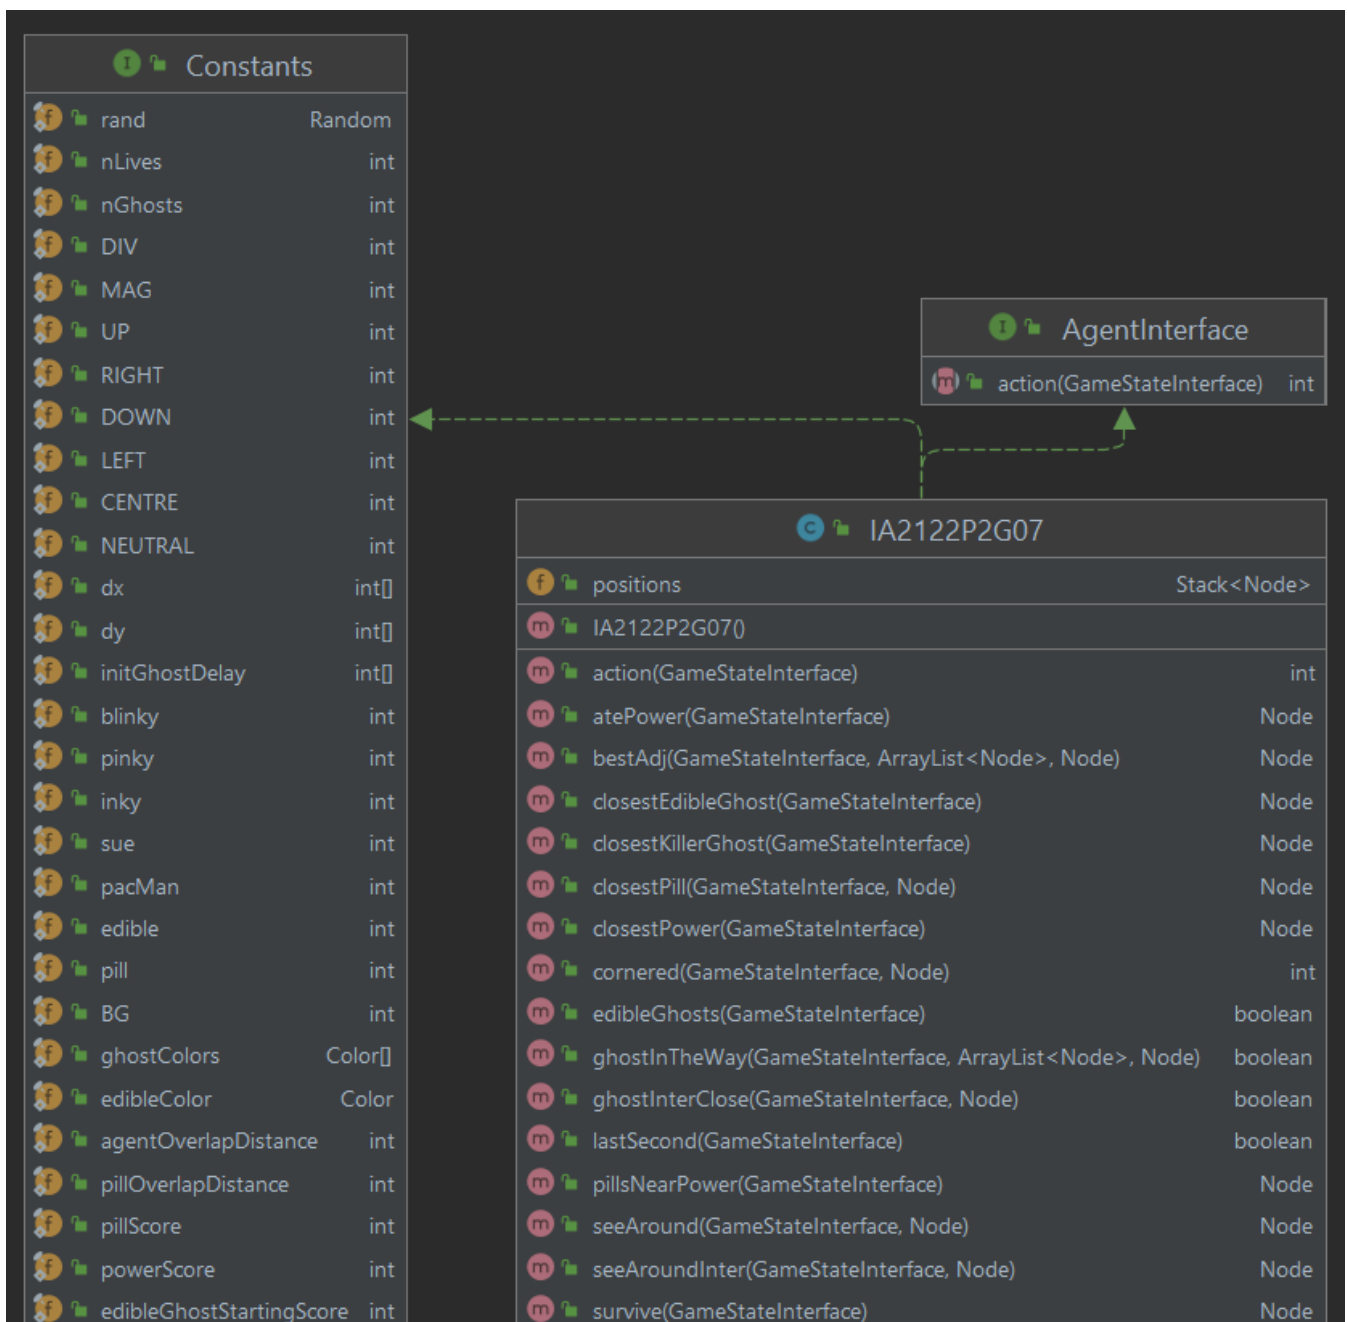 Constants
rand Random
nLives int
nGhosts int
DIV int
MAG int
UP int
RIGHT int
DOWN int
LEFT int
CENTRE int
NEUTRAL int
dx int[]
dy int[]
initGhostDelay int[]
blinky int
pinky int
inky int
sue int
pacMan int
edible int
pill int
BG int
ghostColors Color[]
edibleColor Color
agentOverlapDistance int
pillOverlapDistance int
pillScore int
powerScore int
edibleGhostStartingScore int
AgentInterface
action(GameStateInterface) int
IA2122P2G07
positions Stack<Node>
IA2122P2G07()
action(GameStateInterface) int
atePower(GameStateInterface) Node
bestAdj(GameStateInterface, ArrayList<Node>, Node) Node
closestEdibleGhost(GameStateInterface) Node
closestKillerGhost(GameStateInterface) Node
closestPill(GameStateInterface, Node) Node
closestPower(GameStateInterface) Node
cornered(GameStateInterface, Node) int
edibleGhosts(GameStateInterface) boolean
ghostInTheWay(GameStateInterface, ArrayList<Node>, Node) boolean
ghostInterClose(GameStateInterface, Node) boolean
lastSecond(GameStateInterface) boolean
pillsNearPower(GameStateInterface) Node
seeAround(GameStateInterface, Node) Node
seeAroundInter(GameStateInterface, Node) Node
survive(GameStateInterface) Node